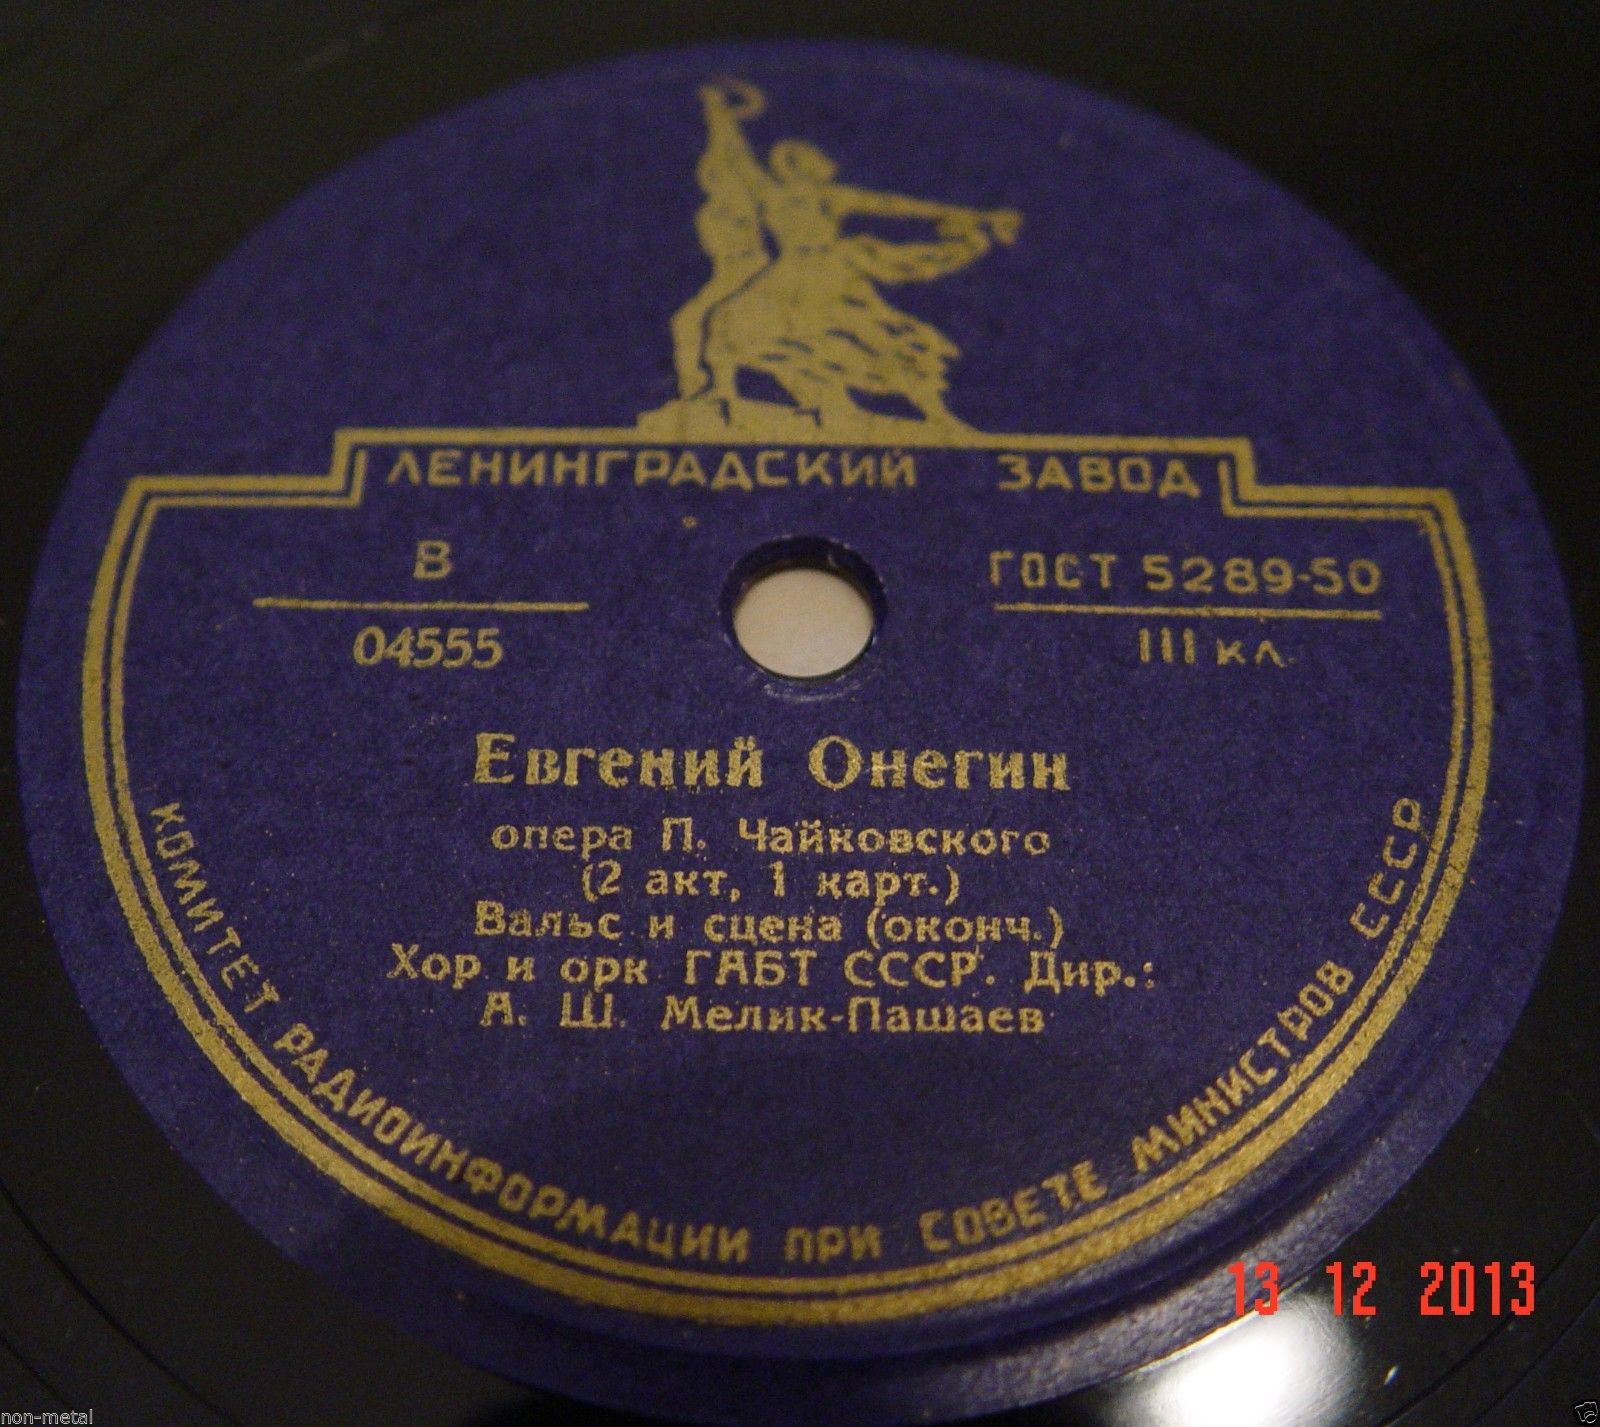 ЛЕНИНГРАДСКИЙ ЗАВОД
В
04555
ГОСТ 5289-50
III кл.
Евгений Онегин
опера П. Чайковского
(2 акт, 1 карт.)
Вальс и сцена (оконч.)
Хор и орк ГАБТ СССР. Дир.:
А. Ш. Мелик-Пашаев
КОМИТЕТ РАДИОИНФОРМАЦИИ ПРИ СОВЕТЕ МИНИСТРОВ СССР
13 12 2013
non-metal